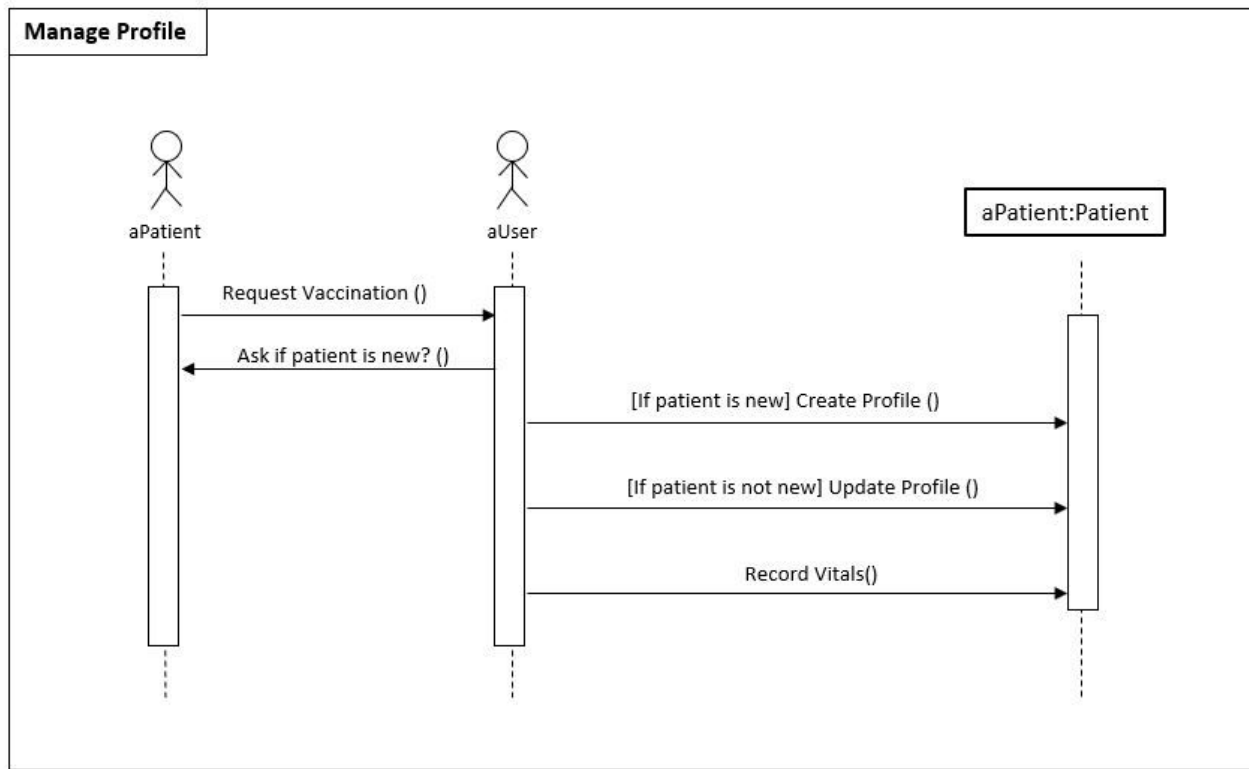 Manage Profile
aPatient
aUser
aPatient:Patient
Request Vaccination ()
Ask if patient is new? ()
[If patient is new] Create Profile ()
[If patient is not new] Update Profile ()
Record Vitals()